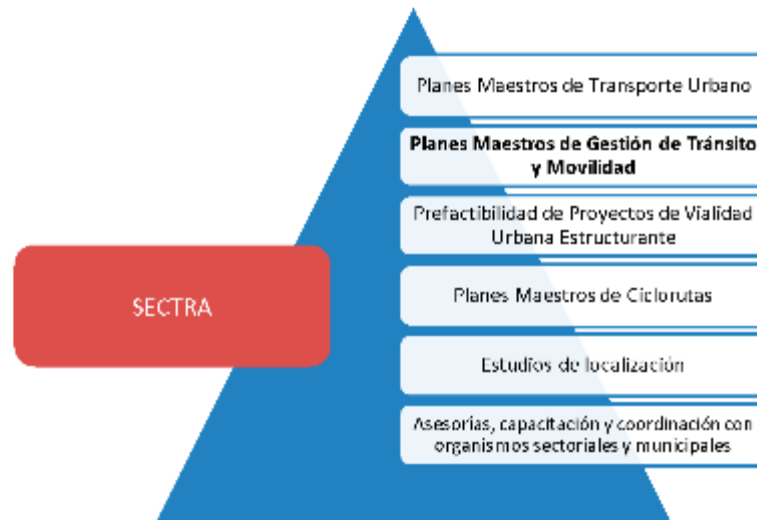 Planes Maestros de Transporte Urbano
Planes Maestros de Gestión de Tránsito
y Movilidad
Prefactibilidad de Proyectos de Vialidad
Urbana Estructurante
SECTRA
Planes Maestros de Ciclorutas
Estudios de localización
Asesorías, capacitación y coordinación con
organismos sectoriales y municipales